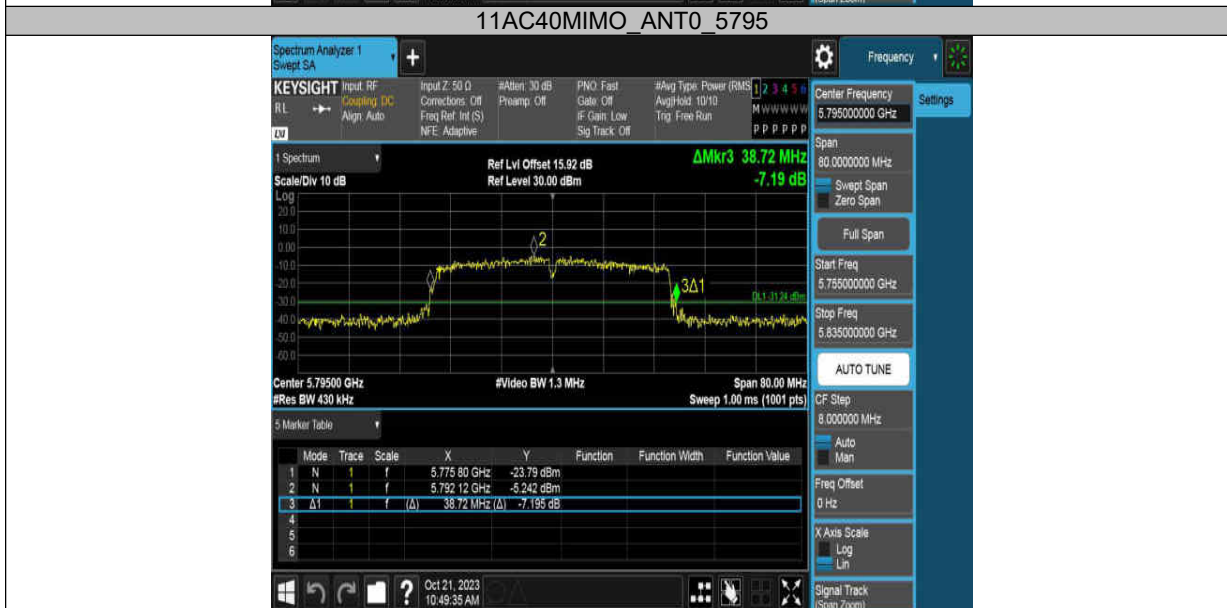 11AC40MIMO_ANT0_5795
Spectrum Analyzer 1
Swept SA
+
Frequency
KEYSIGHT
RL
LXI
Input: RF
Coupling: DC
Align: Auto
Input Z: 50 Ω
Corrections: Off
Freq Ref: Int (S)
NFE: Adaptive
#Atten: 30 dB
Preamp: Off
PNO: Fast
Gate: Off
IF Gain: Low
Sig Track: Off
#Avg Type: Power (RMS
Avg|Hold: 10/10
Trig: Free Run
1 2 3 4 5 6
M W W W W W
P P P P P P
Center Frequency
5.795000000 GHz
Settings
Span
80.0000000 MHz
Swept Span
Zero Span
Full Span
Start Freq
5.755000000 GHz
Stop Freq
5.835000000 GHz
AUTO TUNE
CF Step
8.000000 MHz
Auto
Man
Freq Offset
0 Hz
X Axis Scale
Log
Lin
Signal Track
(Span Zoom)
1 Spectrum
Scale/Div 10 dB
Ref Lvl Offset 15.92 dB
Ref Level 30.00 dBm
ΔMkr3 38.72 MHz
-7.19 dB
Log
20.0
10.0
0.00
-10.0
-20.0
-30.0
-40.0
-50.0
-60.0
2
3Δ1
DL1 -31.24 dBm
Center 5.79500 GHz
#Res BW 430 kHz
#Video BW 1.3 MHz
Span 80.00 MHz
Sweep 1.00 ms (1001 pts)
5 Marker Table
Mode Trace Scale X Y Function Function Width Function Value
1 N 1 f 5.775 80 GHz -23.79 dBm
2 N 1 f 5.792 12 GHz -5.242 dBm
3 Δ1 1 f (Δ) 38.72 MHz (Δ) -7.195 dB
4
5
6
?
Oct 21, 2023
10:49:35 AM